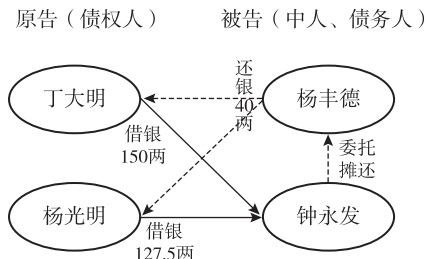 原告（债权人） 被告（中人、债务人）
丁大明
还
银
40
两
杨丰德
借银
150两
委托
摊还
杨光明
借银
127.5两
钟永发